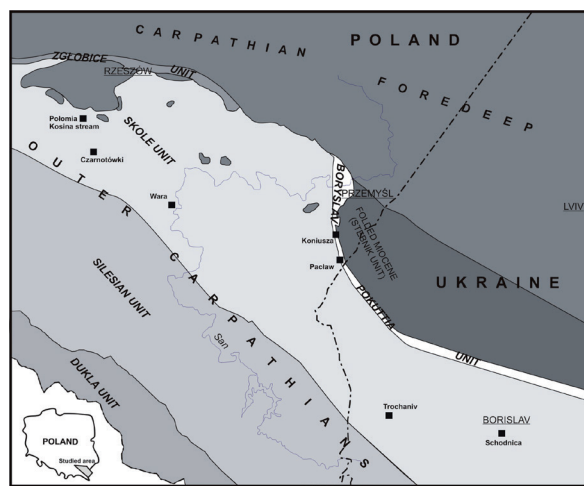 CARPATHIAN
POLAND
ZGŁOBICE
UNIT
RZESZÓW
FOREDEEP
Połomia
Kosina stream
SKOLE UNIT
Czarnotówki
OUTER CARPATHIANS
Wara
BORYSLAV
PRZEMYŚL
LVIV
FOLDED MIOCENE
(STEBNIK UNIT)
Koniusza
Pacław
UKRAINE
SILESIAN UNIT
POKUTTIA
UNIT
San
DUKLA UNIT
Trochaniv
BORISLAV
Schodnica
POLAND
Studied area